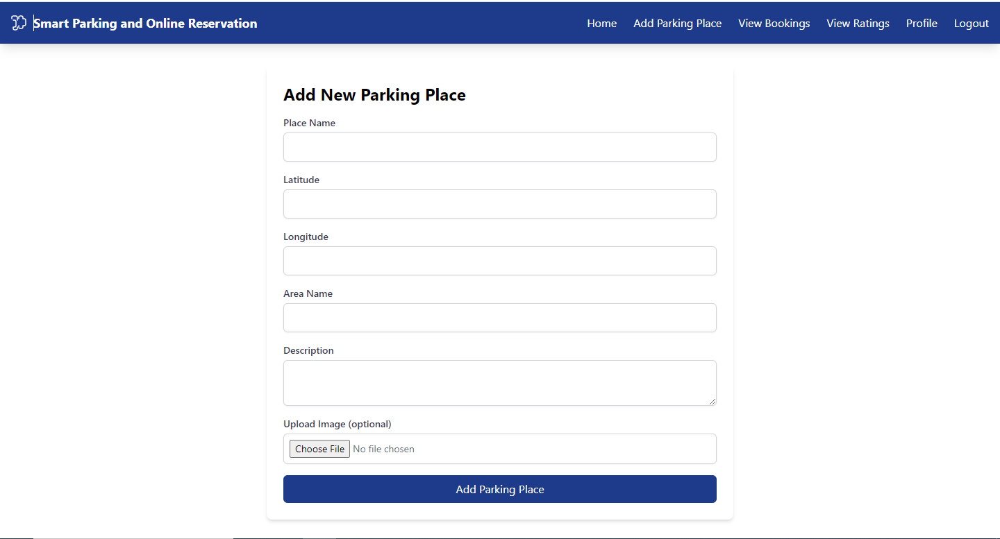 Smart Parking and Online Reservation Home Add Parking Place View Bookings View Ratings Profile Logout
Add New Parking Place
Place Name
Latitude
Longitude
Area Name
Description
Upload Image (optional)
Choose File No file chosen
Add Parking Place